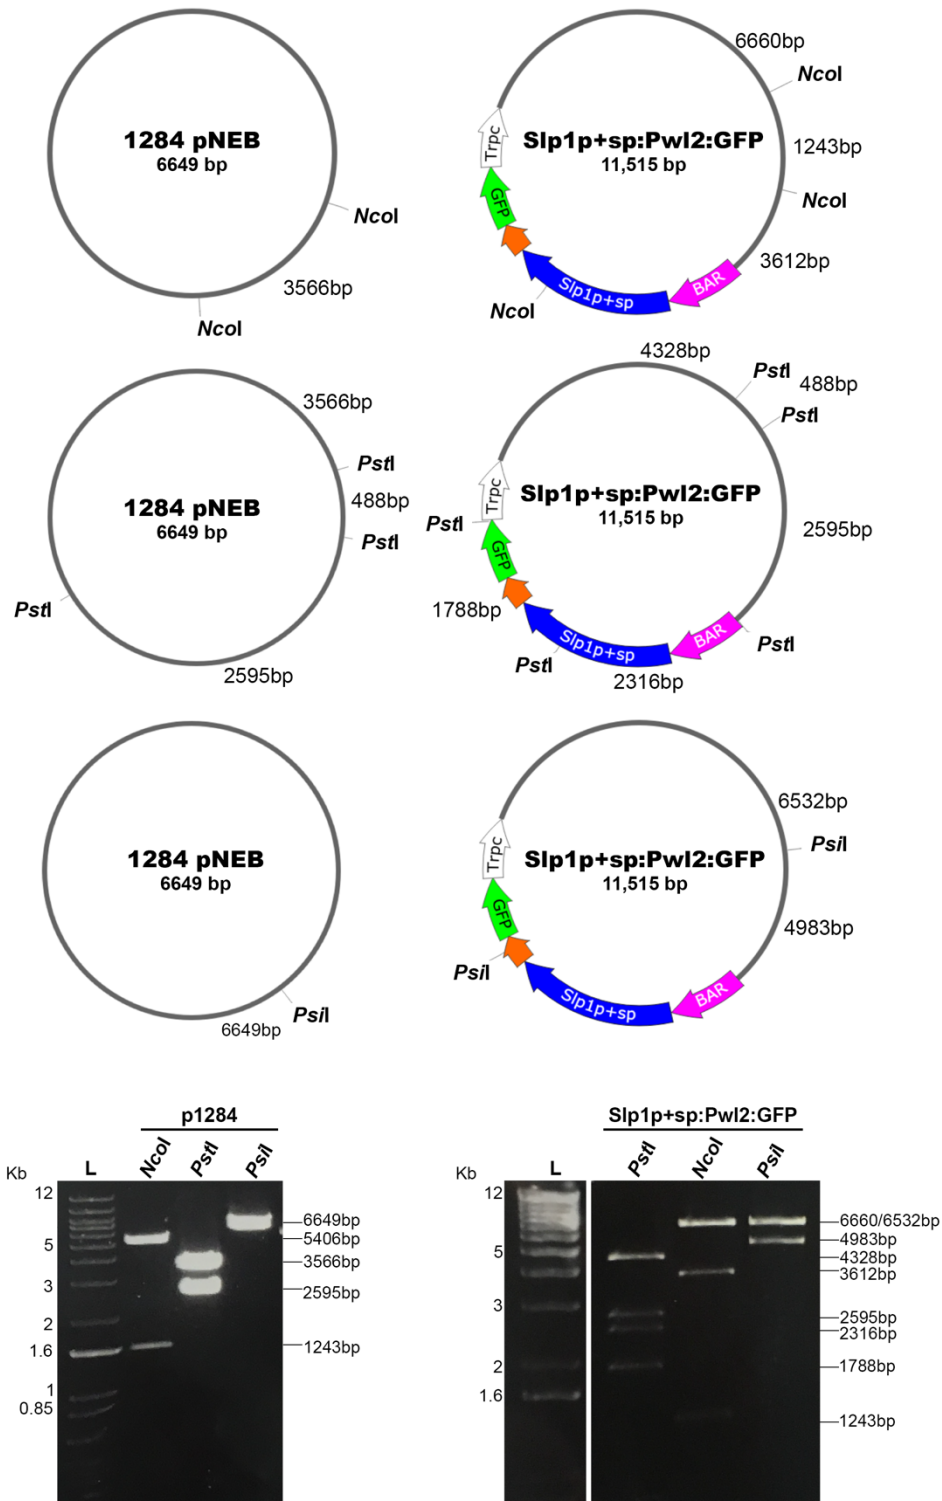 1284 pNEB
6649 bp
NcoI
3566bp
NcoI
6660bp
NcoI
1243bp
NcoI
3612bp
BAR
Slp1p+sp
NcoI
GFP
Trpc
Slp1p+sp:Pwl2:GFP
11,515 bp
3566bp
PstI
488bp
PstI
1284 pNEB
6649 bp
PstI
2595bp
4328bp
PstI
488bp
PstI
Slp1p+sp:Pwl2:GFP
11,515 bp
2595bp
Trpc
PstI
GFP
1788bp
Slp1p+sp
BAR
PstI
PstI
2316bp
1284 pNEB
6649 bp
PsiI
6649bp
6532bp
PsiI
Slp1p+sp:Pwl2:GFP
11,515 bp
4983bp
Trpc
GFP
PsiI
Slp1p+sp
BAR
p1284
NcoI
PstI
PsiI
Kb
L
12
5
3
2
1.6
1
0.85
6649bp
5406bp
3566bp
2595bp
1243bp
Slp1p+sp:Pwl2:GFP
PstI
NcoI
PsiI
Kb
L
12
5
3
2
1.6
6660/6532bp
4983bp
4328bp
3612bp
2595bp
2316bp
1788bp
1243bp